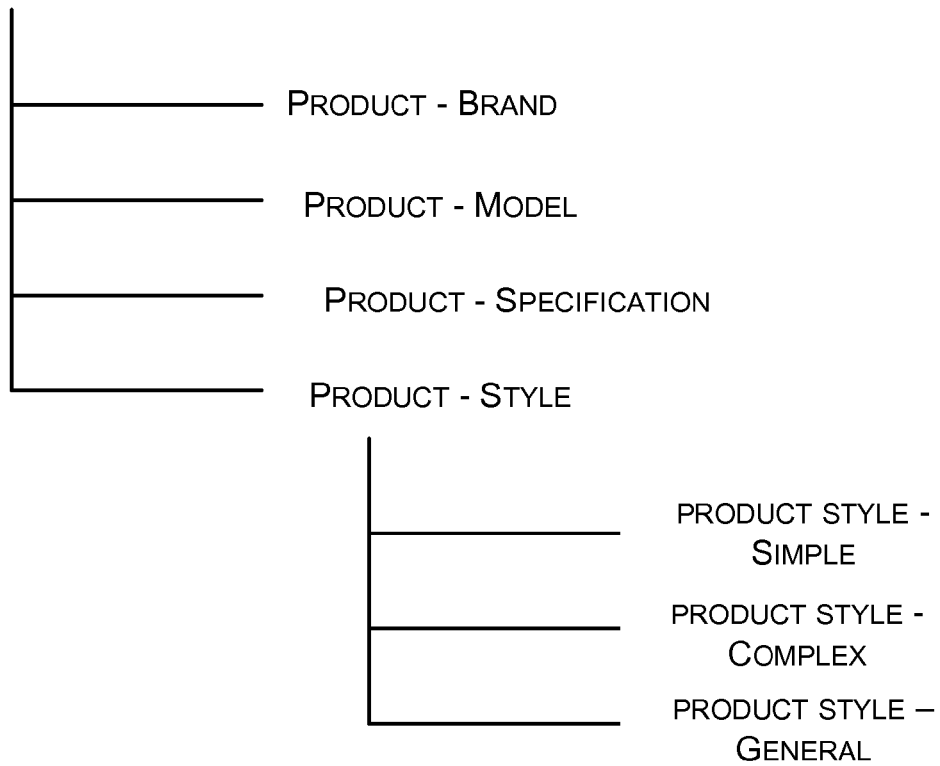 PRODUCT - BRAND
PRODUCT - MODEL
PRODUCT - SPECIFICATION
PRODUCT - STYLE
PRODUCT STYLE -
SIMPLE
PRODUCT STYLE -
COMPLEX
PRODUCT STYLE –
GENERAL